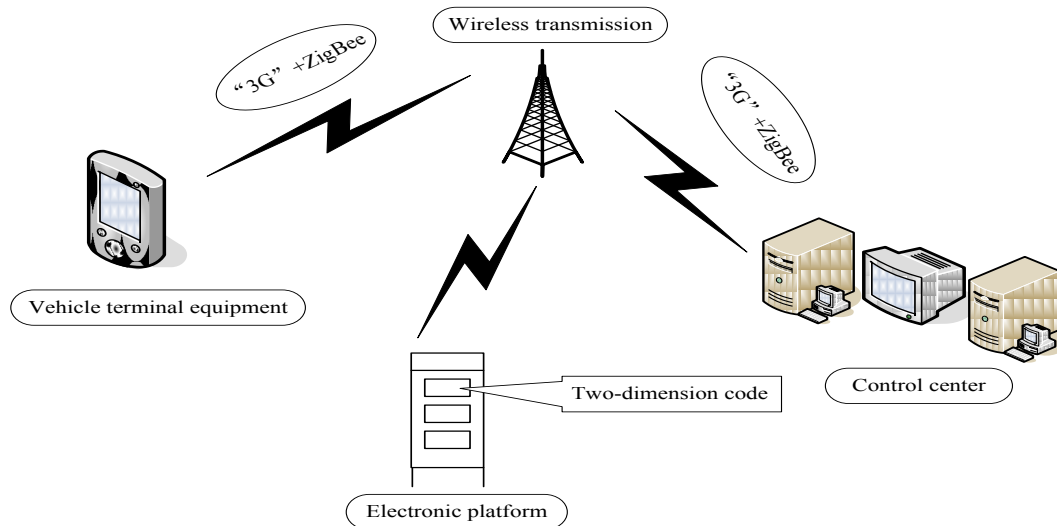 Wireless transmission
“3G” +ZigBee
“3G” +ZigBee
Vehicle terminal equipment
Two-dimension code
Control center
Electronic platform